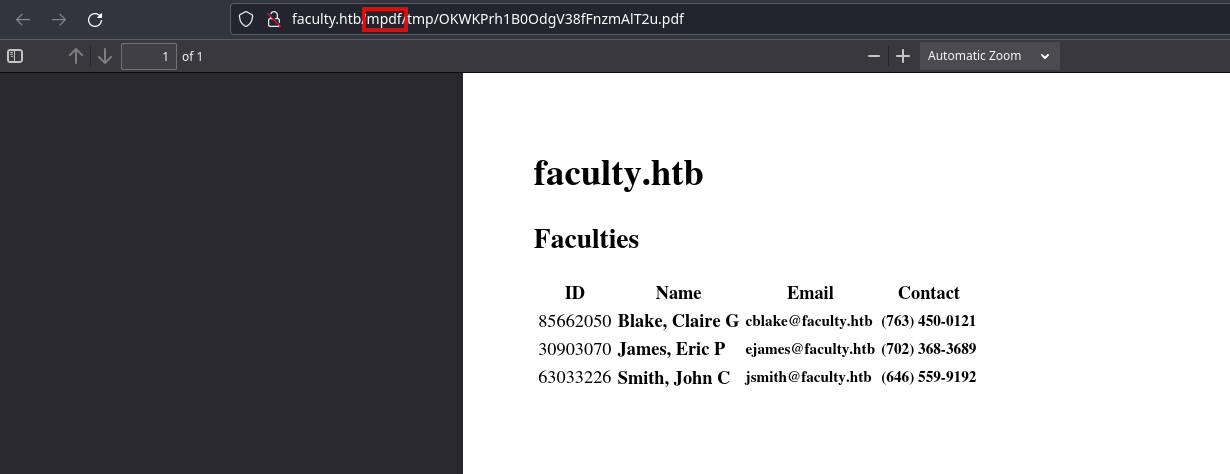 faculty.htb/mpdf/tmp/OKWKPrh1B0OdgV38fFnzmAlT2u.pdf
1 of 1 Automatic Zoom
faculty.htb
Faculties
ID Name Email Contact
85662050 Blake, Claire G cblake@faculty.htb (763) 450-0121
30903070 James, Eric P ejames@faculty.htb (702) 368-3689
63033226 Smith, John C jsmith@faculty.htb (646) 559-9192